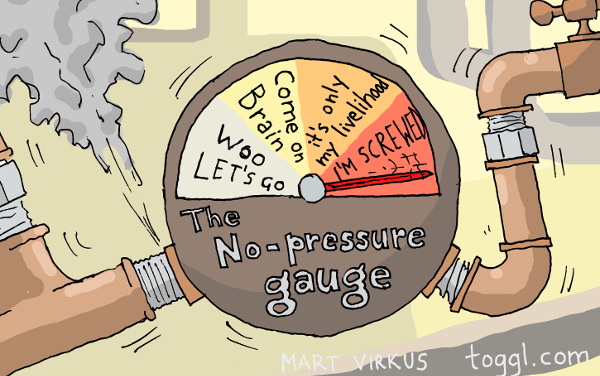 Woo
LET'S GO
Come on
Brain
it's only
my livelihood
I'M SCREWED
The
No-pressure
gauge
MART VIRKUS toggl.com